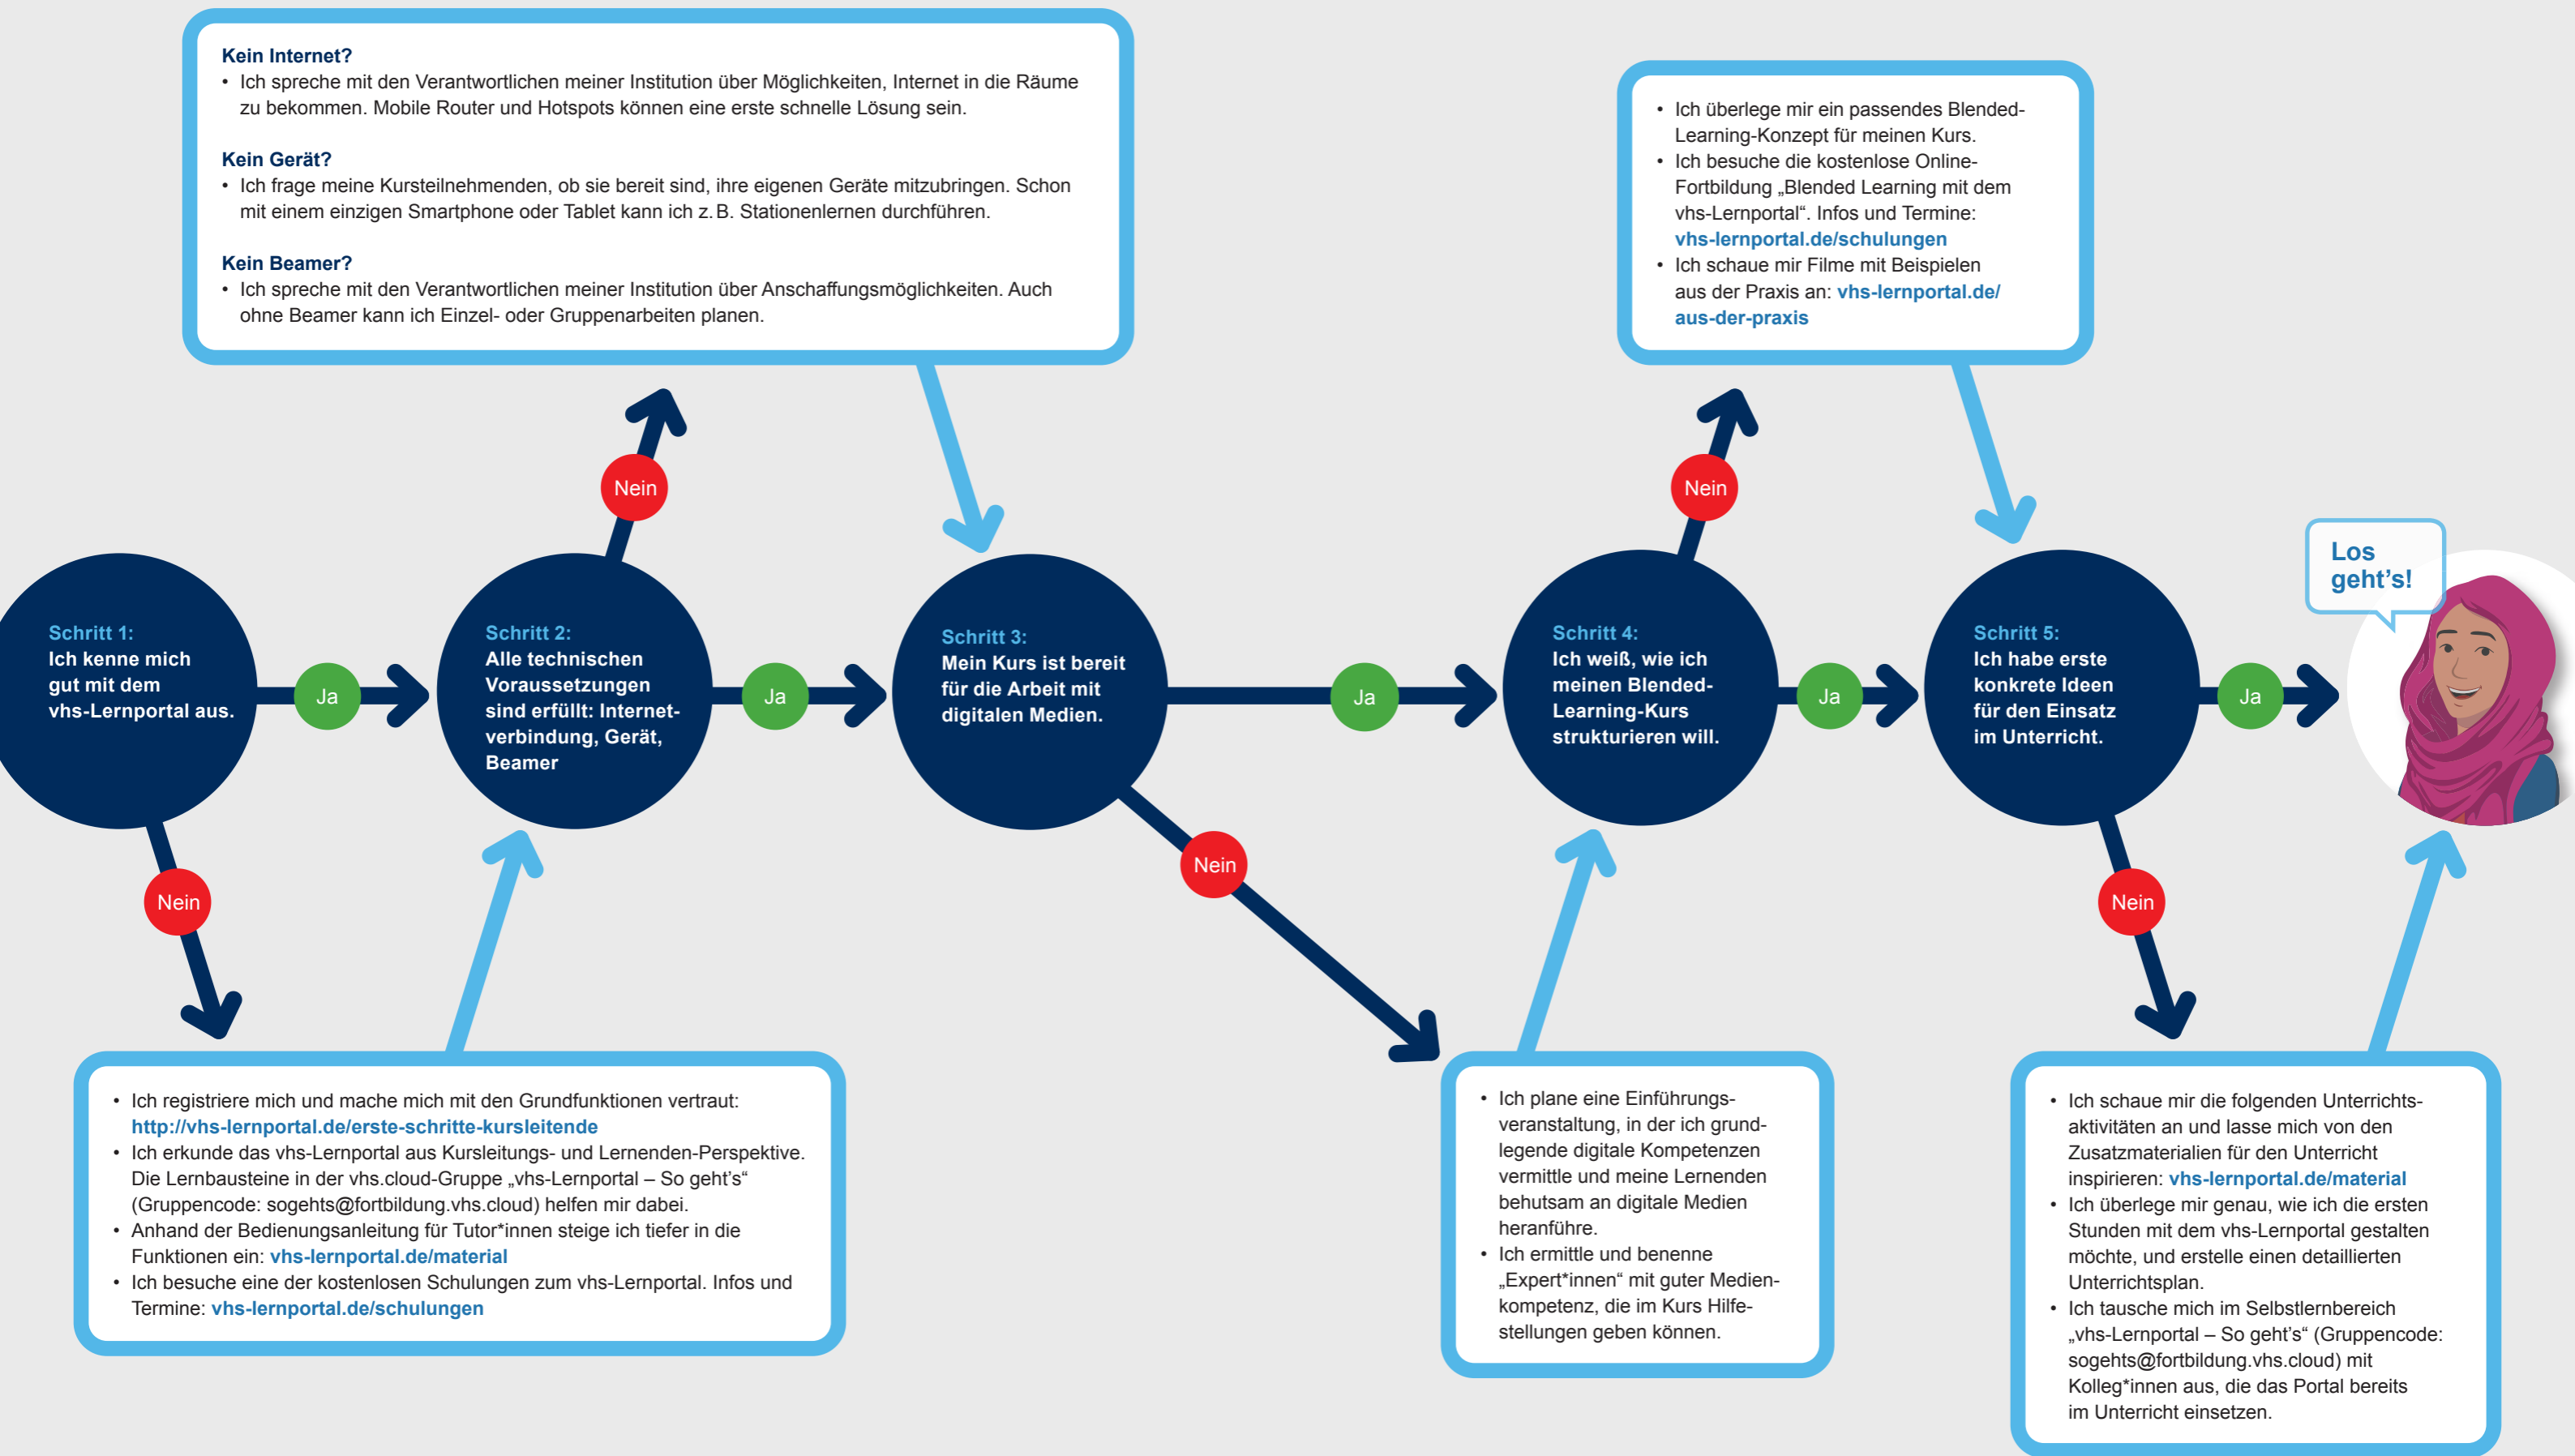 Kein Internet?
• Ich spreche mit den Verantwortlichen meiner Institution über Möglichkeiten, Internet in die Räume
zu bekommen. Mobile Router und Hotspots können eine erste schnelle Lösung sein.
Kein Gerät?
• Ich frage meine Kursteilnehmenden, ob sie bereit sind, ihre eigenen Geräte mitzubringen. Schon
mit einem einzigen Smartphone oder Tablet kann ich z. B. Stationenlernen durchführen.
Kein Beamer?
• Ich spreche mit den Verantwortlichen meiner Institution über Anschaffungsmöglichkeiten. Auch
ohne Beamer kann ich Einzel- oder Gruppenarbeiten planen.
• Ich überlege mir ein passendes Blended-
Learning-Konzept für meinen Kurs.
• Ich besuche die kostenlose Online-
Fortbildung „Blended Learning mit dem
vhs-Lernportal“. Infos und Termine:
vhs-lernportal.de/schulungen
• Ich schaue mir Filme mit Beispielen
aus der Praxis an: vhs-lernportal.de/
aus-der-praxis
Nein
Nein
Schritt 1:
Ich kenne mich
gut mit dem
vhs-Lernportal aus.
Ja
Schritt 2:
Alle technischen
Voraussetzungen
sind erfüllt: Internet-
verbindung, Gerät,
Beamer
Ja
Schritt 3:
Mein Kurs ist bereit
für die Arbeit mit
digitalen Medien.
Ja
Schritt 4:
Ich weiß, wie ich
meinen Blended-
Learning-Kurs
strukturieren will.
Ja
Schritt 5:
Ich habe erste
konkrete Ideen
für den Einsatz
im Unterricht.
Ja
Los
geht’s!
Nein
Nein
Nein
• Ich registriere mich und mache mich mit den Grundfunktionen vertraut:
http://vhs-lernportal.de/erste-schritte-kursleitende
• Ich erkunde das vhs-Lernportal aus Kursleitungs- und Lernenden-Perspektive.
Die Lernbausteine in der vhs.cloud-Gruppe „vhs-Lernportal – So geht’s“
(Gruppencode: sogehts@fortbildung.vhs.cloud) helfen mir dabei.
• Anhand der Bedienungsanleitung für Tutor*innen steige ich tiefer in die
Funktionen ein: vhs-lernportal.de/material
• Ich besuche eine der kostenlosen Schulungen zum vhs-Lernportal. Infos und
Termine: vhs-lernportal.de/schulungen
• Ich plane eine Einführungs-
veranstaltung, in der ich grund-
legende digitale Kompetenzen
vermittle und meine Lernenden
behutsam an digitale Medien
heranführe.
• Ich ermittle und benenne
„Expert*innen“ mit guter Medien-
kompetenz, die im Kurs Hilfe-
stellungen geben können.
• Ich schaue mir die folgenden Unterrichts-
aktivitäten an und lasse mich von den
Zusatzmaterialien für den Unterricht
inspirieren: vhs-lernportal.de/material
• Ich überlege mir genau, wie ich die ersten
Stunden mit dem vhs-Lernportal gestalten
möchte, und erstelle einen detaillierten
Unterrichtsplan.
• Ich tausche mich im Selbstlernbereich
„vhs-Lernportal – So geht’s“ (Gruppencode:
sogehts@fortbildung.vhs.cloud) mit
Kolleg*innen aus, die das Portal bereits
im Unterricht einsetzen.